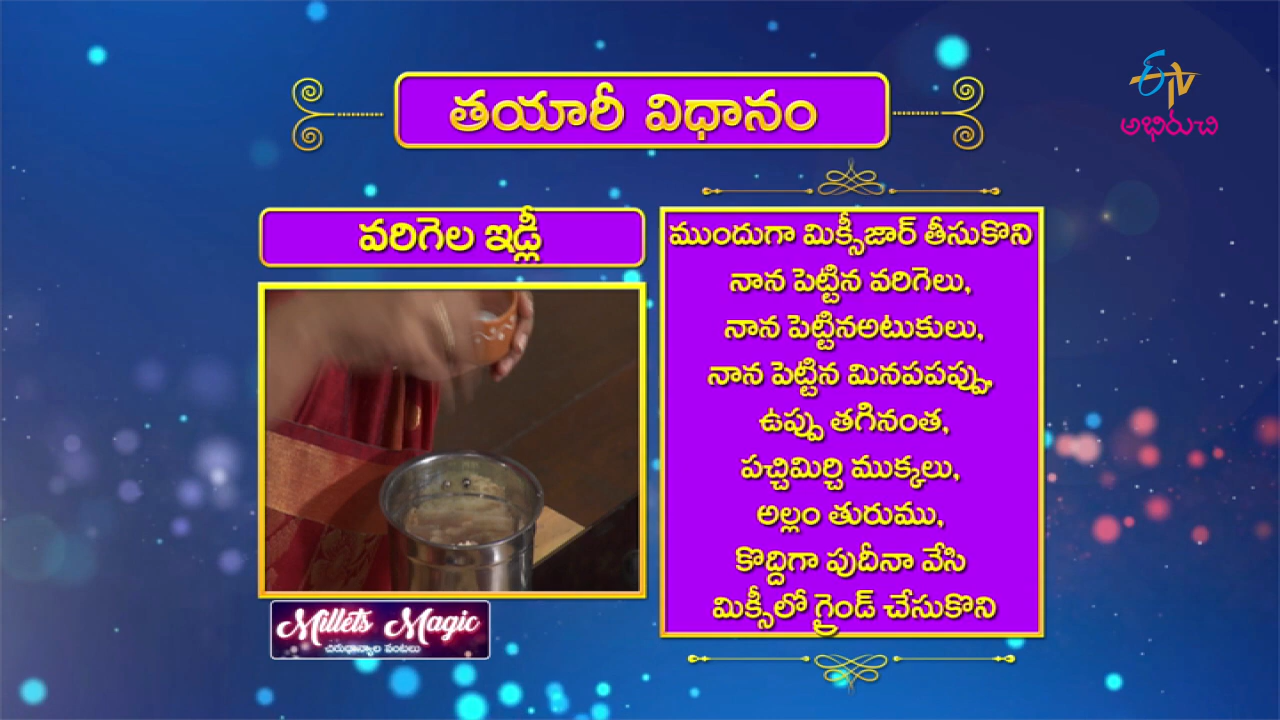 తయారీ విధానం
ETV
అభిరుచి
వరిగెల ఇడ్లీ
ముందుగా మిక్సీజార్ తీసుకొని
నాన పెట్టిన వరిగెలు,
నాన పెట్టినఅటుకులు,
నాన పెట్టిన మినపపప్పు,
ఉప్పు తగినంత,
పచ్చిమిర్చి ముక్కలు,
అల్లం తురుము,
కొద్దిగా పుదీనా వేసి
మిక్సీలో గ్రైండ్ చేసుకొని
Millets Magic
చిరుధాన్యాల వంటలు